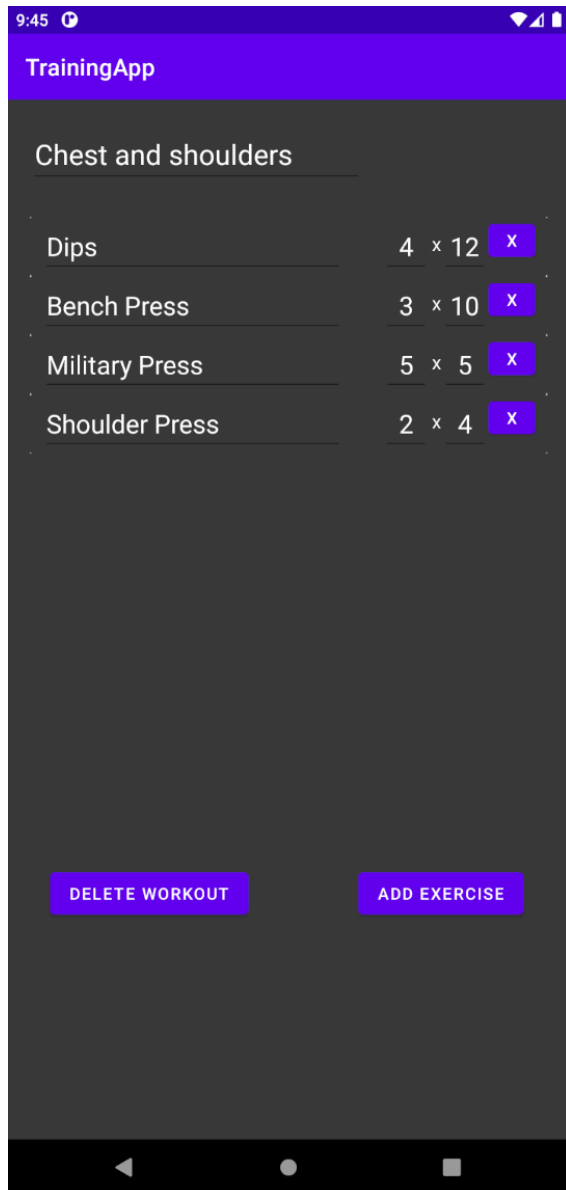 9:45
TrainingApp
Chest and shoulders
Dips 4 x 12 X
Bench Press 3 x 10 X
Military Press 5 x 5 X
Shoulder Press 2 x 4 X
DELETE WORKOUT ADD EXERCISE